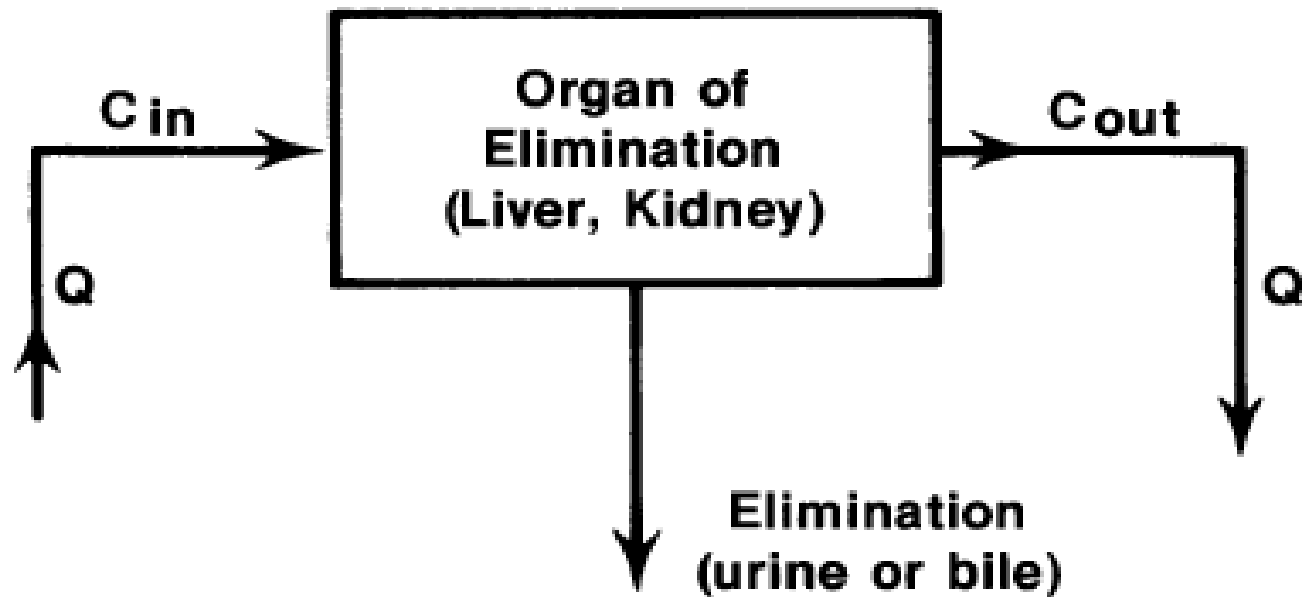 C in
Organ of
Elimination
(Liver, Kidney)
C out
Q
Q
Elimination
(urine or bile)